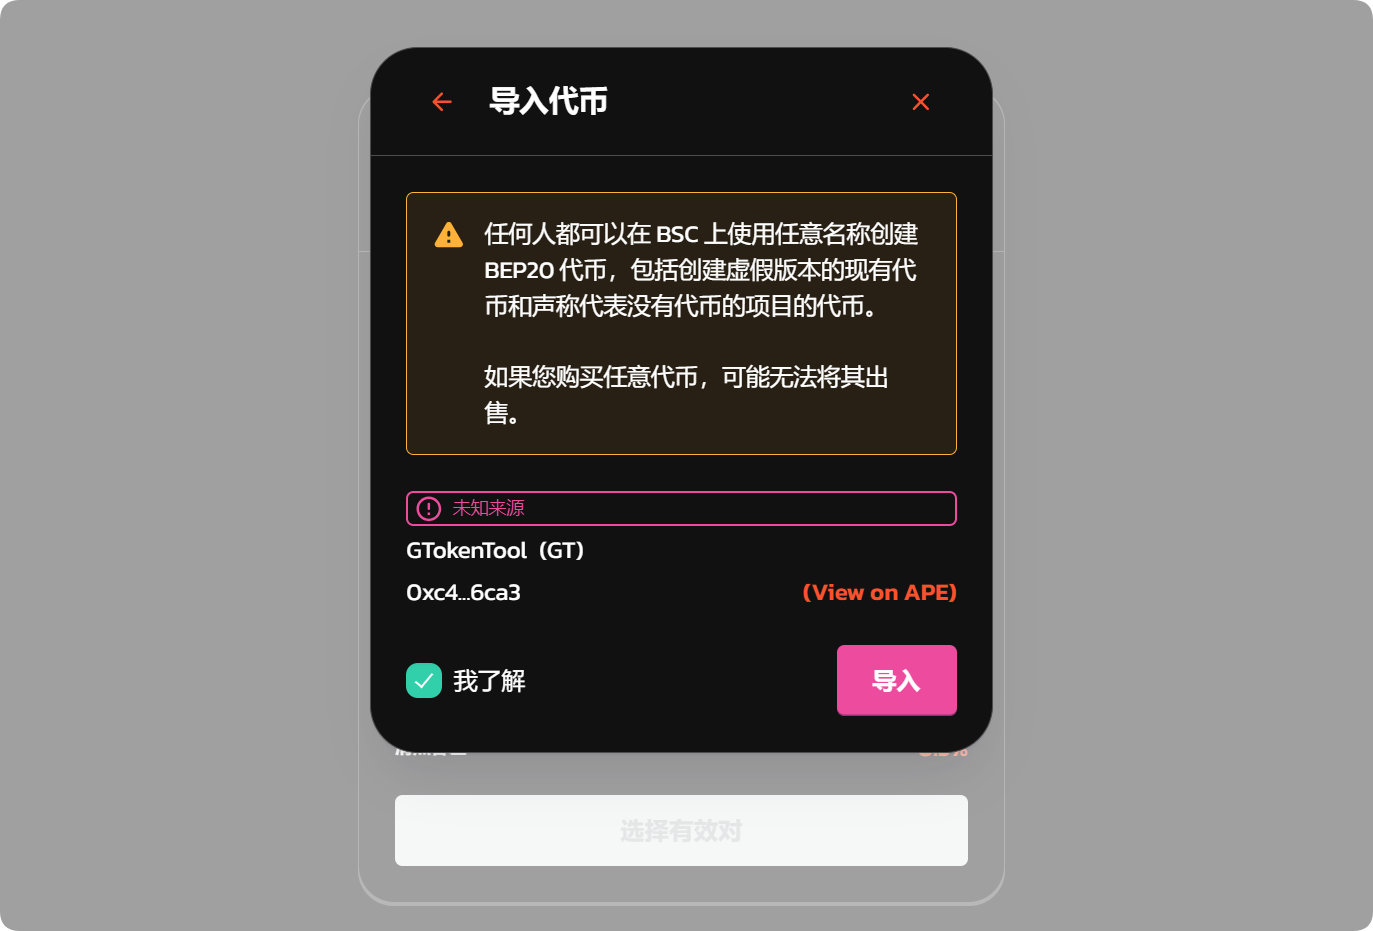 导入代币
任何人都可以在 BSC 上使用任意名称创建
BEP20 代币，包括创建虚假版本的现有代
币和声称代表没有代币的项目的代币。
如果您购买任意代币，可能无法将其出
售。
未知来源
GTokenTool (GT)
0xc4...6ca3
(View on APE)
我了解
导入
选择有效对